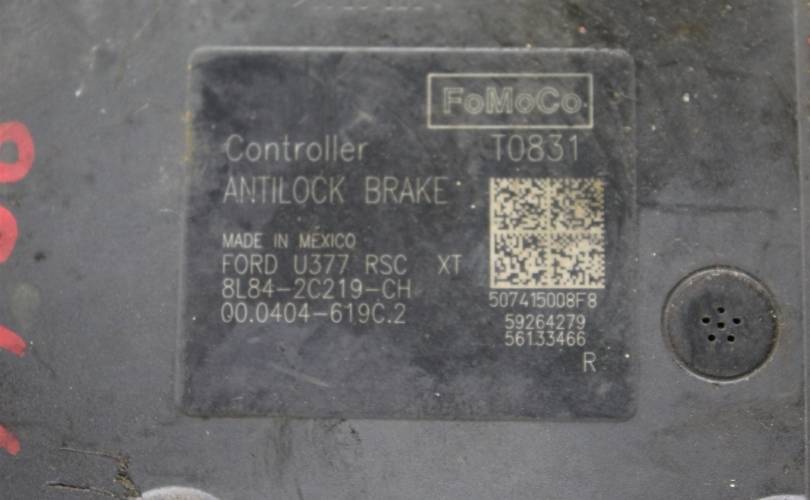 FoMoCo
Controller T0831
ANTILOCK BRAKE
MADE IN MEXICO
FORD U377 RSC XT
8L84-2C219-CH
00.0404-619C.2
507415008F8
59264279
56133466
R